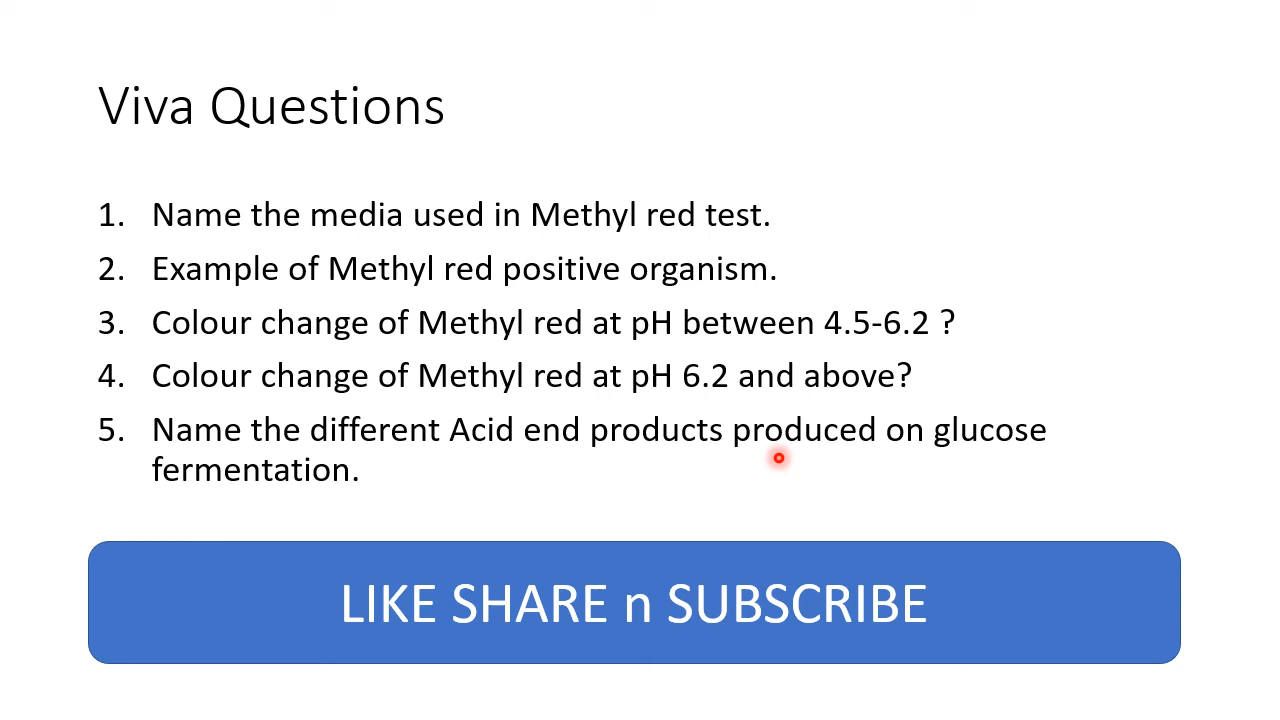 Viva Questions
1. Name the media used in Methyl red test.
2. Example of Methyl red positive organism.
3. Colour change of Methyl red at pH between 4.5-6.2 ?
4. Colour change of Methyl red at pH 6.2 and above?
5. Name the different Acid end products produced on glucose
fermentation.
LIKE SHARE n SUBSCRIBE